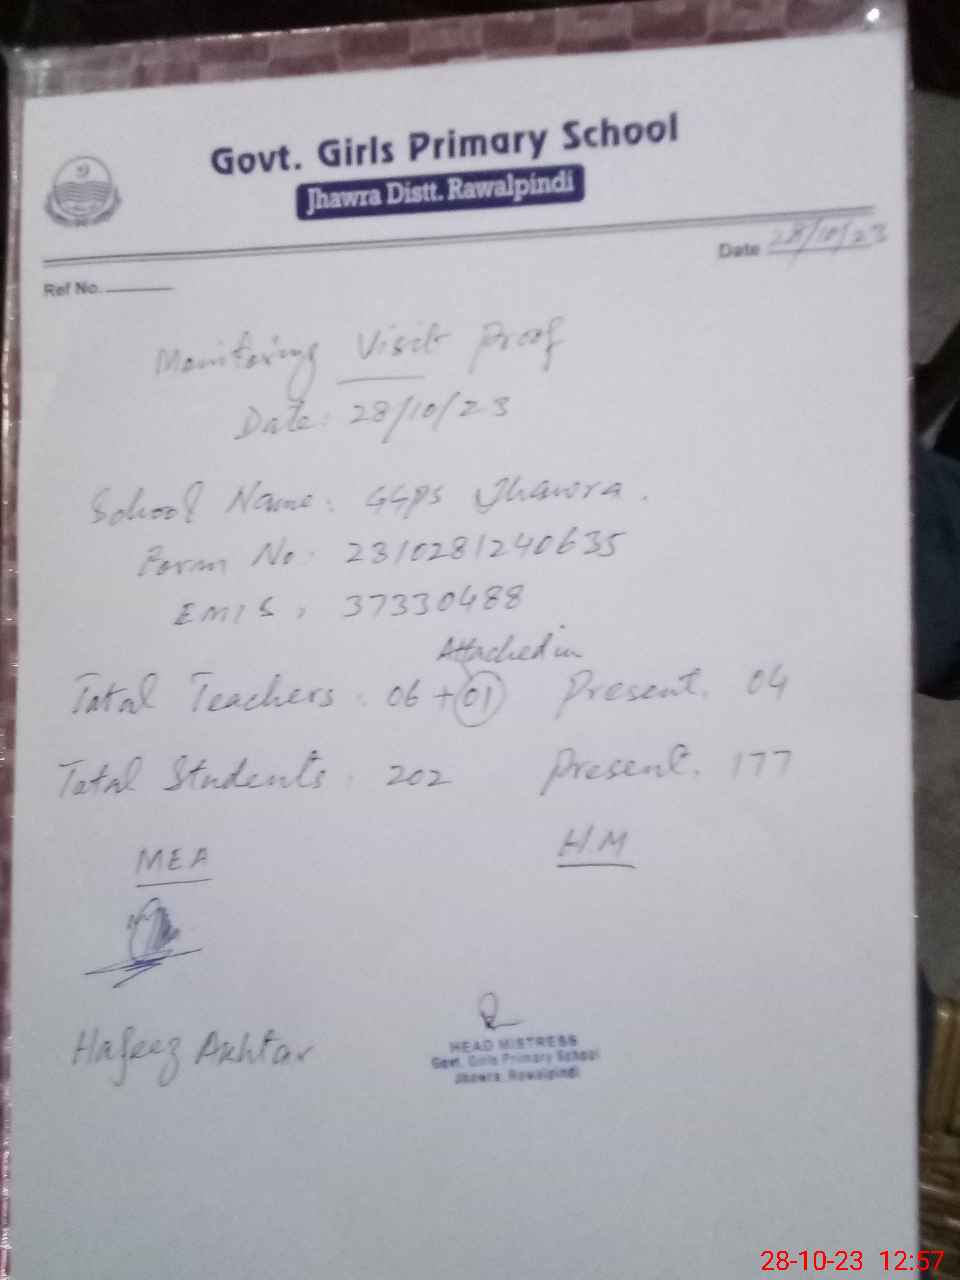 Govt. Girls Primary School
Jhawra Distt. Rawalpindi
Date 28/10/23
Ref No.
Monitoring Visit Proof
Date: 28/10/23
School Name: GGPS Jhawra.
Form No. 2310281240635
EMIS. 37330488
Attached in
Total Teachers. 06 + 01 Present. 04
Total Students. 202 Present. 177
MEA
HM
Hafeez Akhtar
HEAD MISTRESS
Govt. Girls Primary School
Jhawra, Rawalpindi
28-10-23 12:57